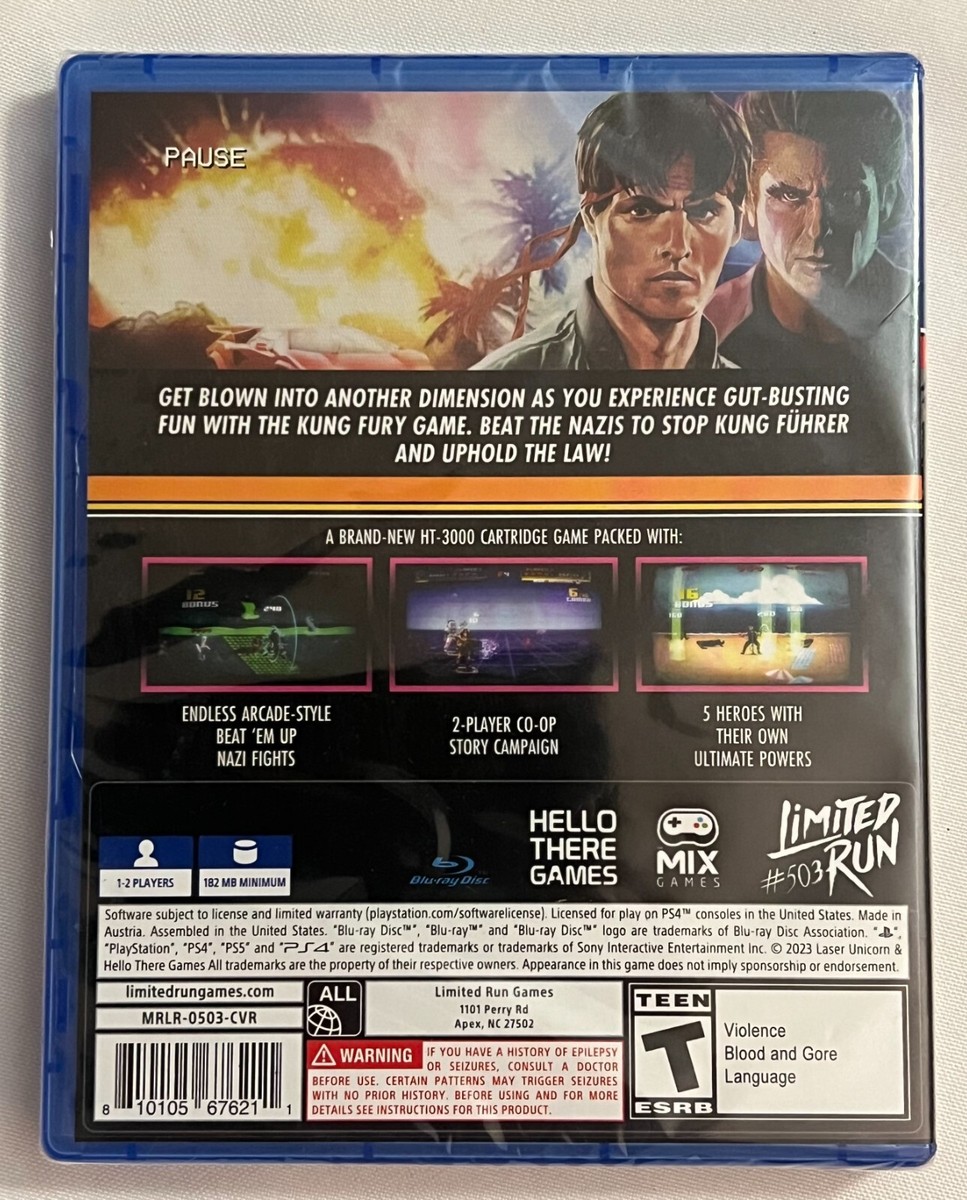 PAUSE
GET BLOWN INTO ANOTHER DIMENSION AS YOU EXPERIENCE GUT-BUSTING
FUN WITH THE KUNG FURY GAME. BEAT THE NAZIS TO STOP KUNG FÜHRER
AND UPHOLD THE LAW!
A BRAND-NEW HT-3000 CARTRIDGE GAME PACKED WITH:
12
BONUS
240
6
16
BONUS
ENDLESS ARCADE-STYLE
BEAT 'EM UP
NAZI FIGHTS
2-PLAYER CO-OP
STORY CAMPAIGN
5 HEROES WITH
THEIR OWN
ULTIMATE POWERS
1-2 PLAYERS
182 MB MINIMUM
Blu-ray Disc
HELLO
THERE
GAMES
MIX
GAMES
LIMITED
RUN
#503
Software subject to license and limited warranty (playstation.com/softwarelicense). Licensed for play on PS4™ consoles in the United States. Made in
Austria. Assembled in the United States. "Blu-ray Disc™", "Blu-ray™" and "Blu-ray Disc™" logo are trademarks of Blu-ray Disc Association. " ",
"PlayStation", "PS4", "PS5" and "PS4" are registered trademarks or trademarks of Sony Interactive Entertainment Inc. © 2023 Laser Unicorn &
Hello There Games All trademarks are the property of their respective owners. Appearance in this game does not imply sponsorship or endorsement.
limitedrungames.com
MRLR-0503-CVR
8 10105 67621 1
ALL
Limited Run Games
1101 Perry Rd
Apex, NC 27502
WARNING IF YOU HAVE A HISTORY OF EPILEPSY
OR SEIZURES, CONSULT A DOCTOR
BEFORE USE. CERTAIN PATTERNS MAY TRIGGER SEIZURES
WITH NO PRIOR HISTORY. BEFORE USING AND FOR MORE
DETAILS SEE INSTRUCTIONS FOR THIS PRODUCT.
TEEN
T
ESRB
Violence
Blood and Gore
Language